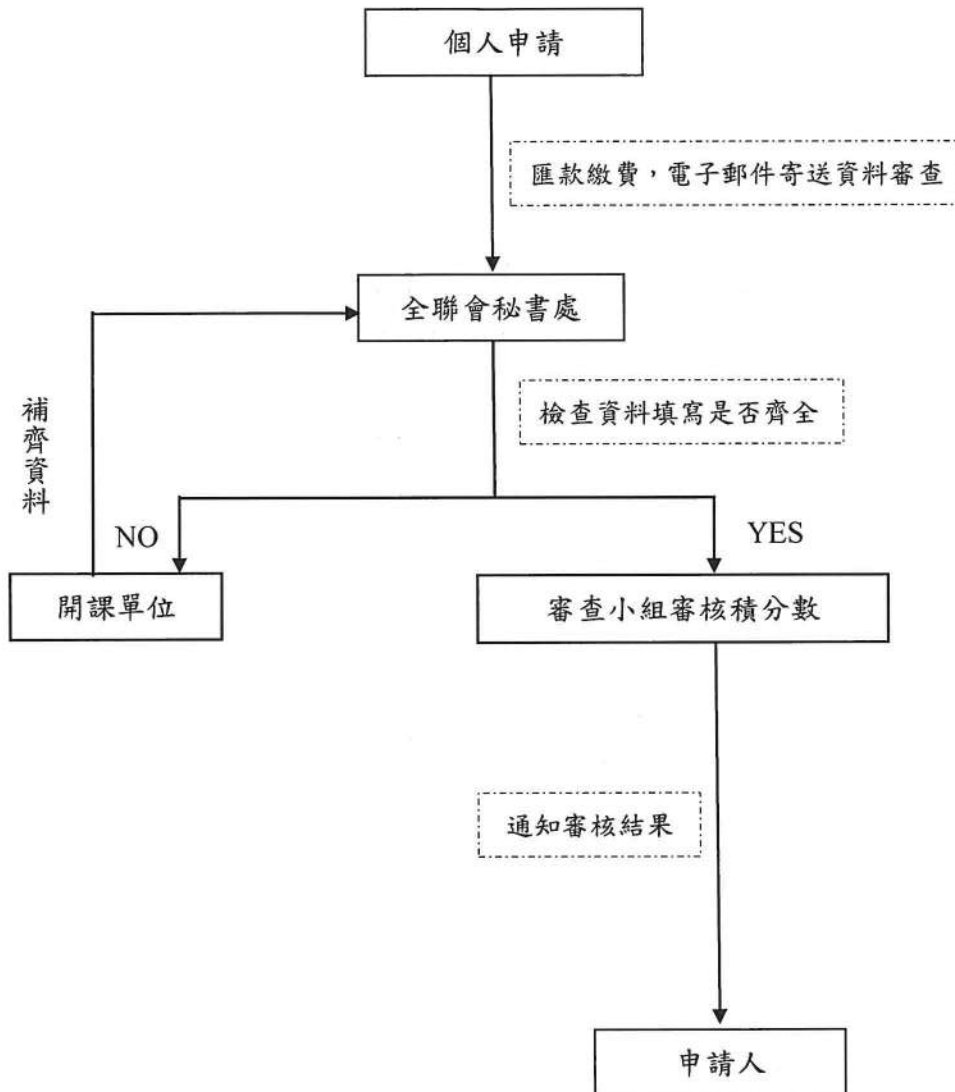 個人申請
匯款繳費，電子郵件寄送資料審查
全聯會秘書處
檢查資料填寫是否齊全
補齊資料
NO
YES
開課單位
審查小組審核積分數
通知審核結果
申請人